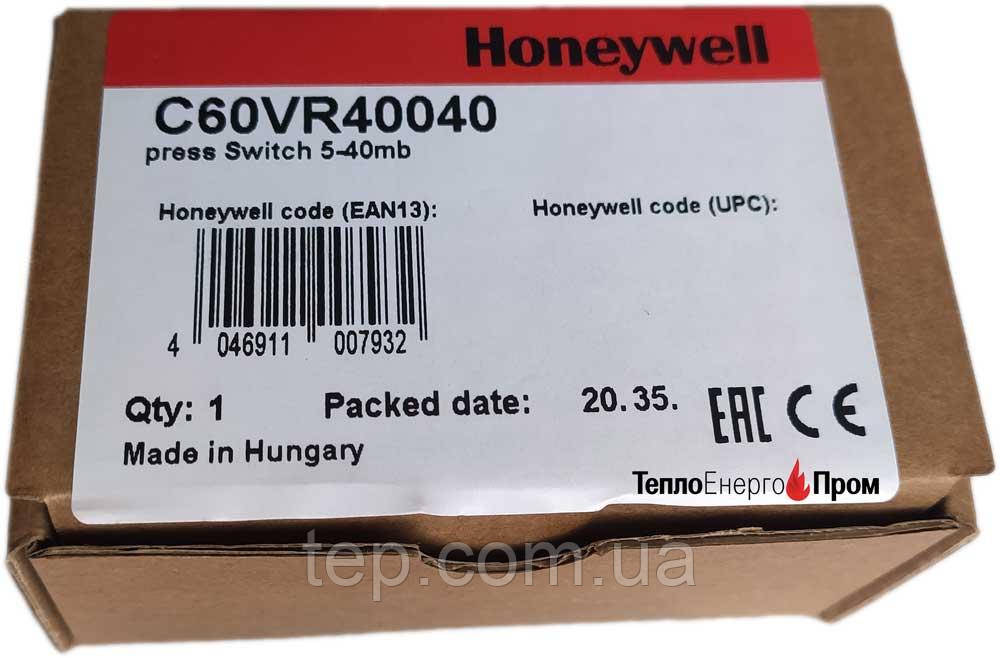 Honeywell
C60VR40040
press Switch 5-40mb
Honeywell code (EAN13):
Honeywell code (UPC):
4 046911 007932
Qty: 1
Packed date: 20.35.
EAC CE
Made in Hungary
ТеплоЕнергоПром
tep.com.ua